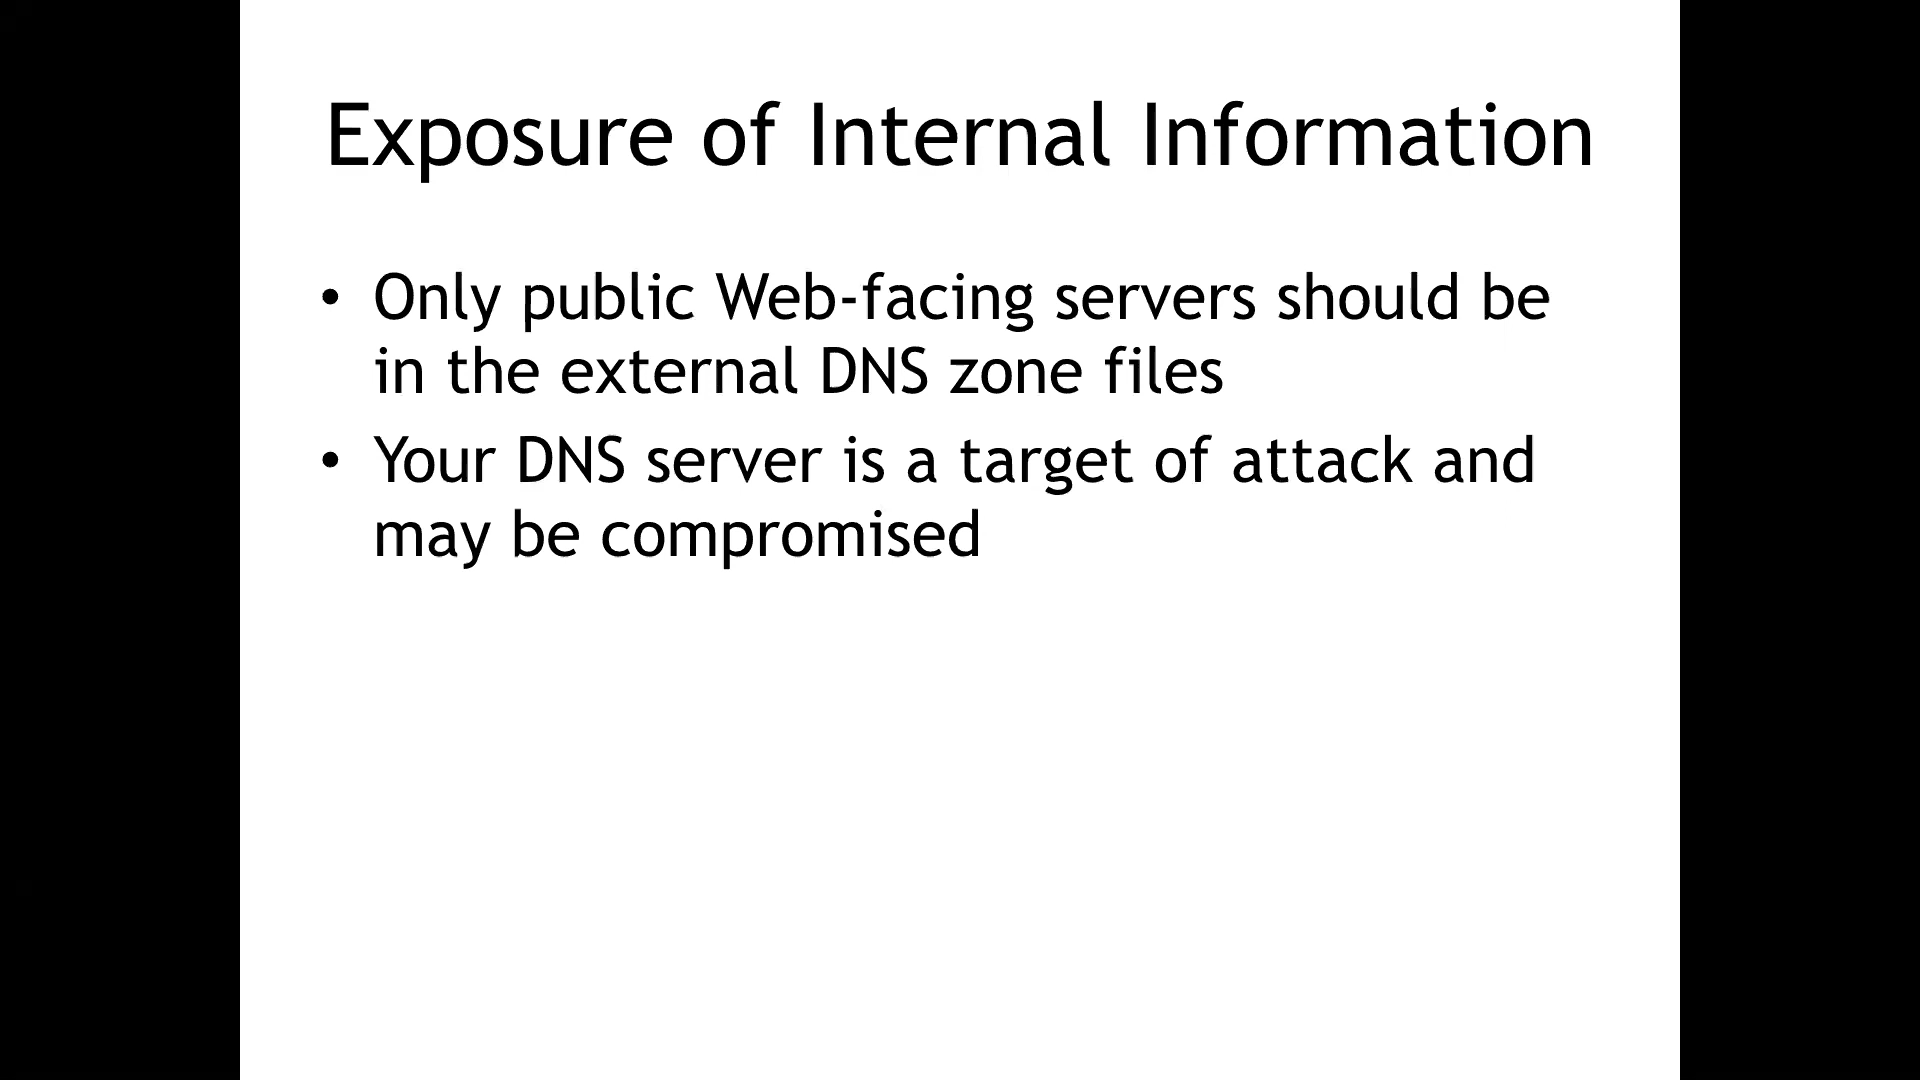 Exposure of Internal Information
• Only public Web-facing servers should be
in the external DNS zone files
• Your DNS server is a target of attack and
may be compromised